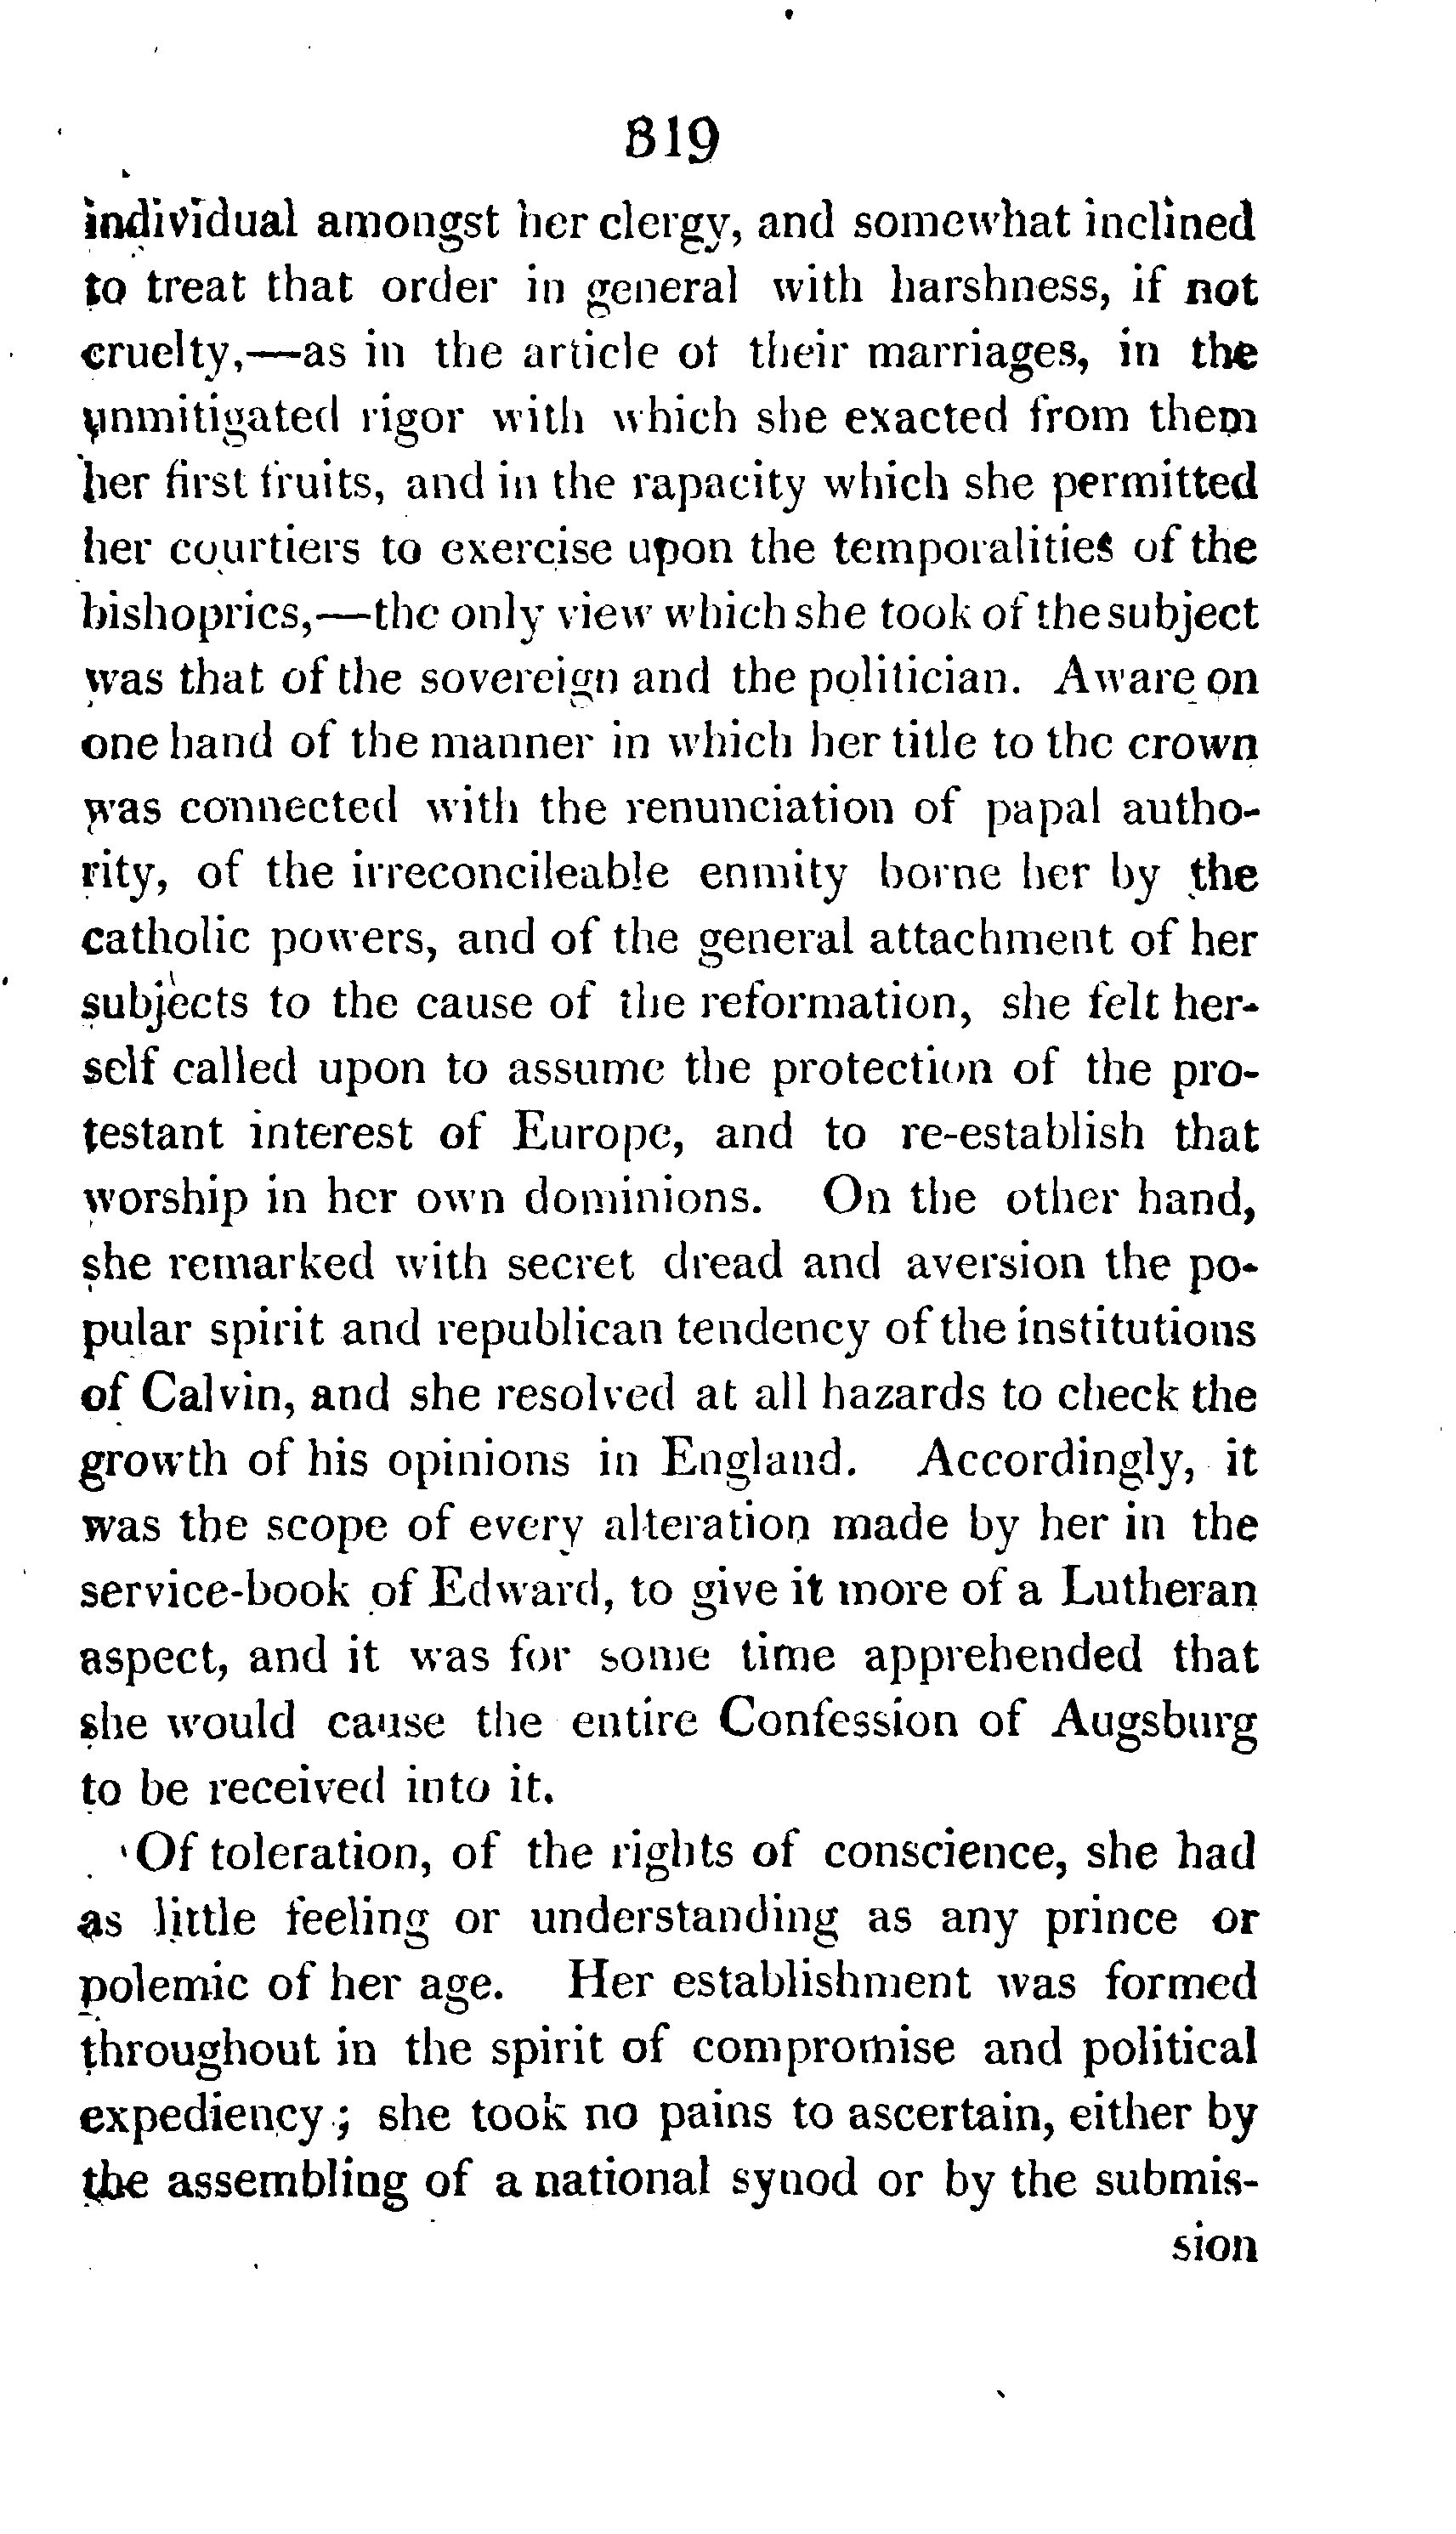 319
individual amongst her clergy, and somewhat inclined
to treat that order in general with harshness, if not
cruelty,—as in the article of their marriages, in the
unmitigated rigor with which she exacted from them
her first fruits, and in the rapacity which she permitted
her courtiers to exercise upon the temporalities of the
bishoprics,—the only view which she took of the subject
was that of the sovereign and the politician. Aware on
one hand of the manner in which her title to the crown
was connected with the renunciation of papal autho-
rity, of the irreconcileable enmity borne her by the
catholic powers, and of the general attachment of her
subjects to the cause of the reformation, she felt her-
self called upon to assume the protection of the pro-
testant interest of Europe, and to re-establish that
worship in her own dominions. On the other hand,
she remarked with secret dread and aversion the po-
pular spirit and republican tendency of the institutions
of Calvin, and she resolved at all hazards to check the
growth of his opinions in England. Accordingly, it
was the scope of every alteration made by her in the
service-book of Edward, to give it more of a Lutheran
aspect, and it was for some time apprehended that
she would cause the entire Confession of Augsburg
to be received into it.
Of toleration, of the rights of conscience, she had
as little feeling or understanding as any prince or
polemic of her age. Her establishment was formed
throughout in the spirit of compromise and political
expediency; she took no pains to ascertain, either by
the assembling of a national synod or by the submis-
sion